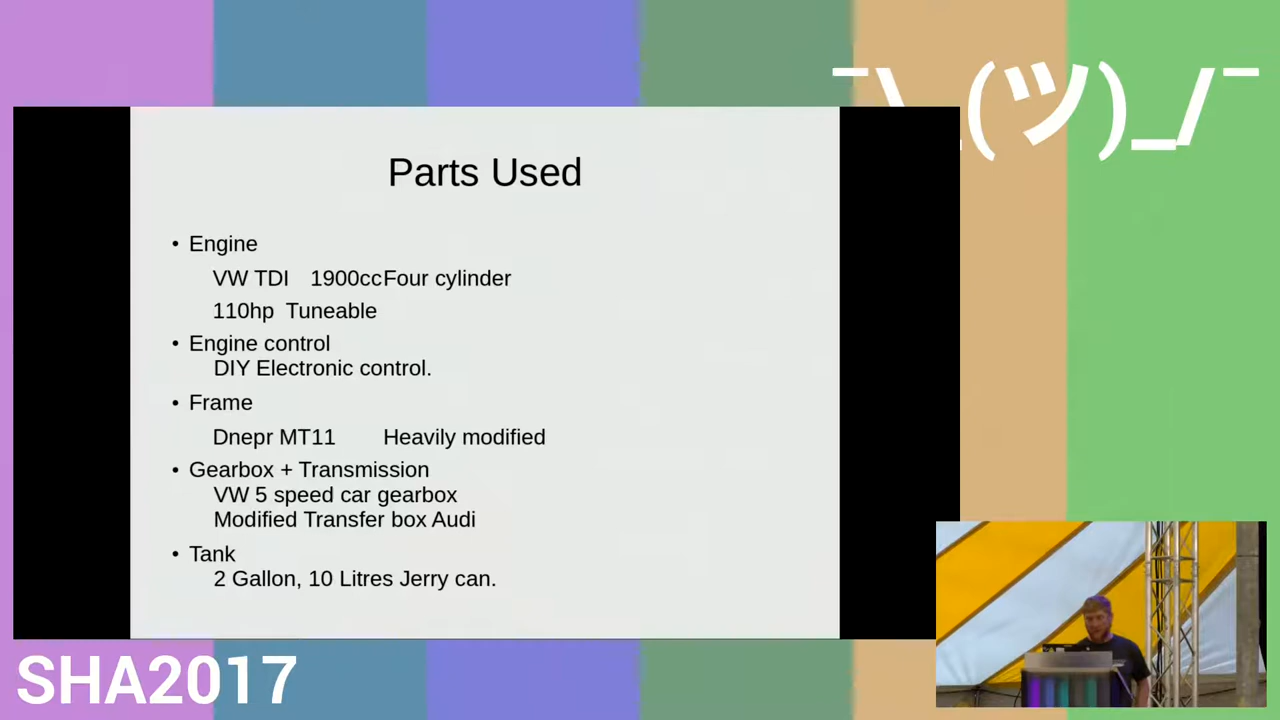 ¯\_(ツ)_/¯
Parts Used
• Engine
VW TDI 1900ccFour cylinder
110hp Tuneable
• Engine control
DIY Electronic control.
• Frame
Dnepr MT11 Heavily modified
• Gearbox + Transmission
VW 5 speed car gearbox
Modified Transfer box Audi
• Tank
2 Gallon, 10 Litres Jerry can.
SHA2017